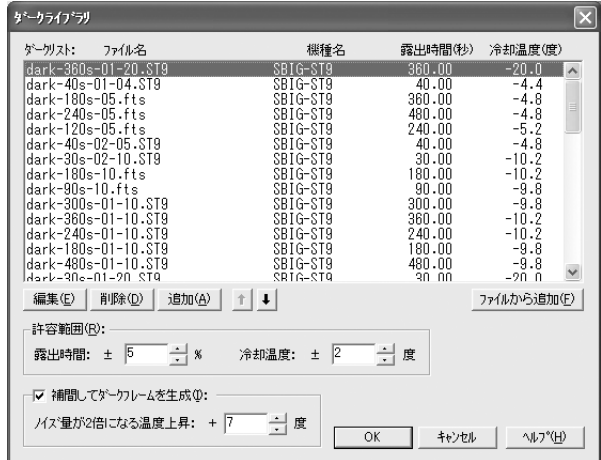 ダークライブラリ
ダークリスト: ファイル名 機種名 露出時間(秒) 冷却温度(度)
dark-360s-01-20.ST9 SBIG-ST9 360.00 -20.0
dark-40s-01-04.ST9 SBIG-ST9 40.00 -4.4
dark-180s-05.fts SBIG-ST9 360.00 -4.8
dark-240s-05.fts SBIG-ST9 480.00 -4.8
dark-120s-05.fts SBIG-ST9 240.00 -5.2
dark-40s-02-05.ST9 SBIG-ST9 40.00 -4.8
dark-30s-02-10.ST9 SBIG-ST9 30.00 -10.2
dark-180s-10.fts SBIG-ST9 180.00 -10.2
dark-90s-10.fts SBIG-ST9 90.00 -9.8
dark-300s-01-10.ST9 SBIG-ST9 300.00 -9.8
dark-360s-01-10.ST9 SBIG-ST9 360.00 -10.2
dark-240s-01-10.ST9 SBIG-ST9 240.00 -10.2
dark-180s-01-10.ST9 SBIG-ST9 180.00 -9.8
dark-480s-01-10.ST9 SBIG-ST9 480.00 -9.8
dark-30s-01-20.ST9 SBIG-ST9 30.00 -20.0
編集(E) 削除(D) 追加(A) ファイルから追加(F)
許容範囲(R):
露出時間: ± 5 % 冷却温度: ± 2 度
補間してダークフレームを生成(I):
ノイズ量が2倍になる温度上昇: + 7 度
OK キャンセル ヘルプ(H)